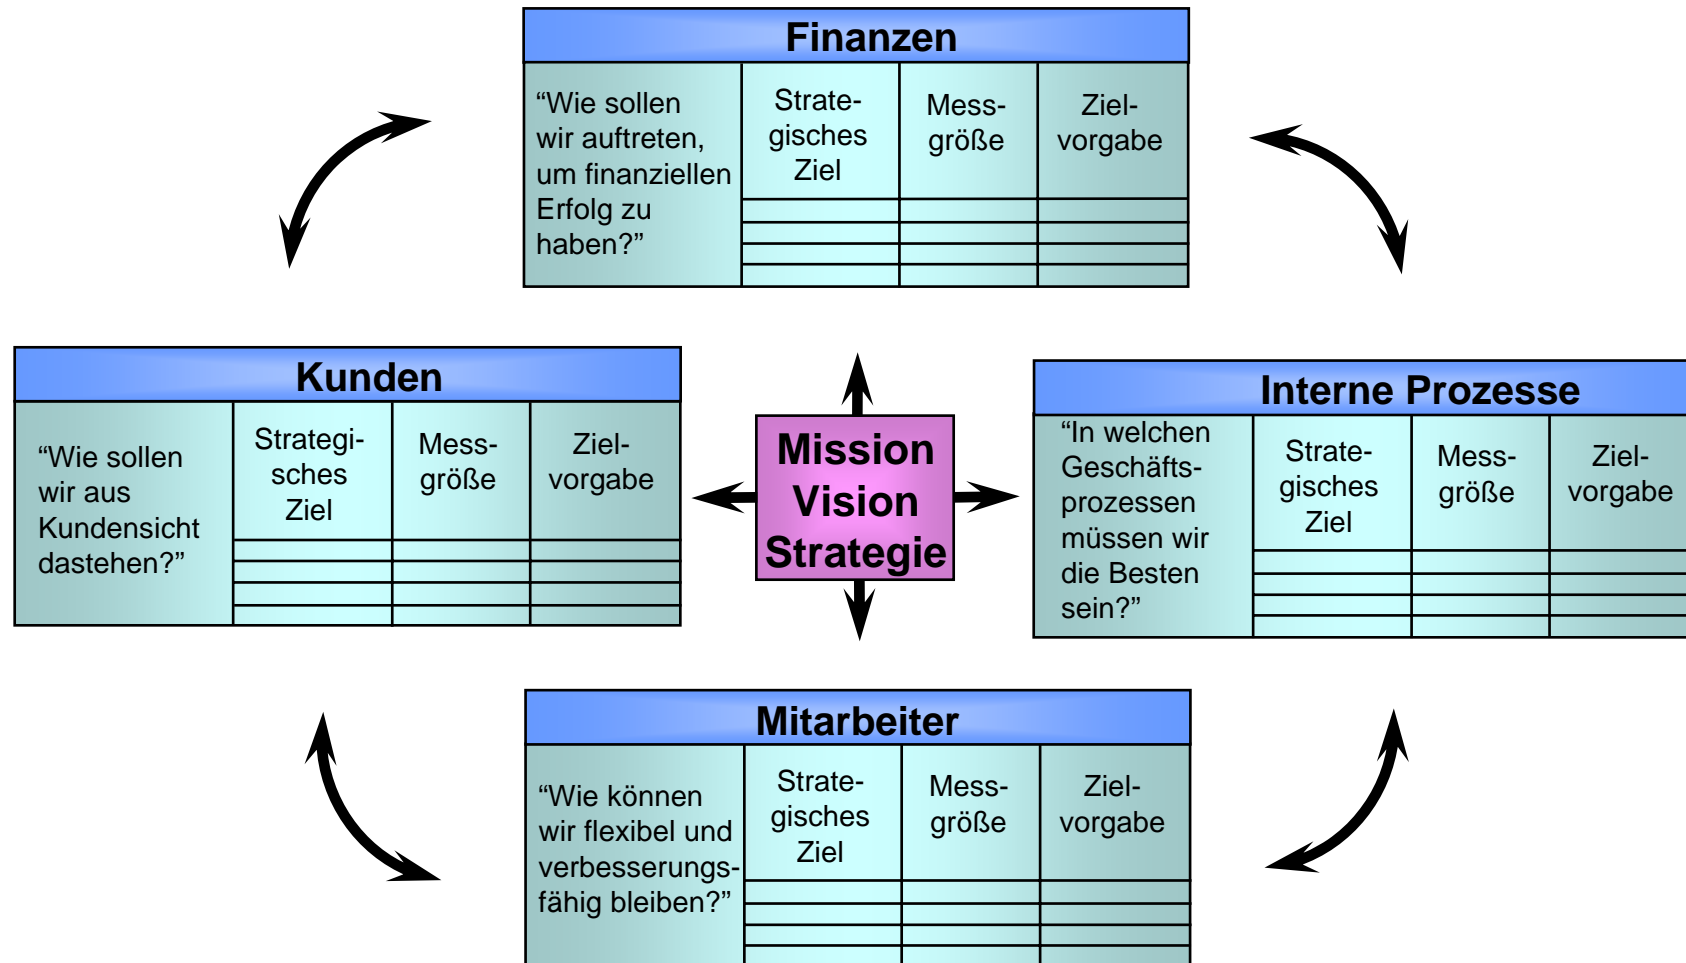 Finanzen
“Wie sollen
wir auftreten,
um finanziellen
Erfolg zu
haben?”
Strate-
gisches
Ziel
Mess-
größe
Ziel-
vorgabe
Kunden
“Wie sollen
wir aus
Kundensicht
dastehen?”
Strategi-
sches
Ziel
Mess-
größe
Ziel-
vorgabe
Mission
Vision
Strategie
Interne Prozesse
“In welchen
Geschäfts-
prozessen
müssen wir
die Besten
sein?”
Strate-
gisches
Ziel
Mess-
größe
Ziel-
vorgabe
Mitarbeiter
“Wie können
wir flexibel und
verbesserungs-
fähig bleiben?”
Strate-
gisches
Ziel
Mess-
größe
Ziel-
vorgabe